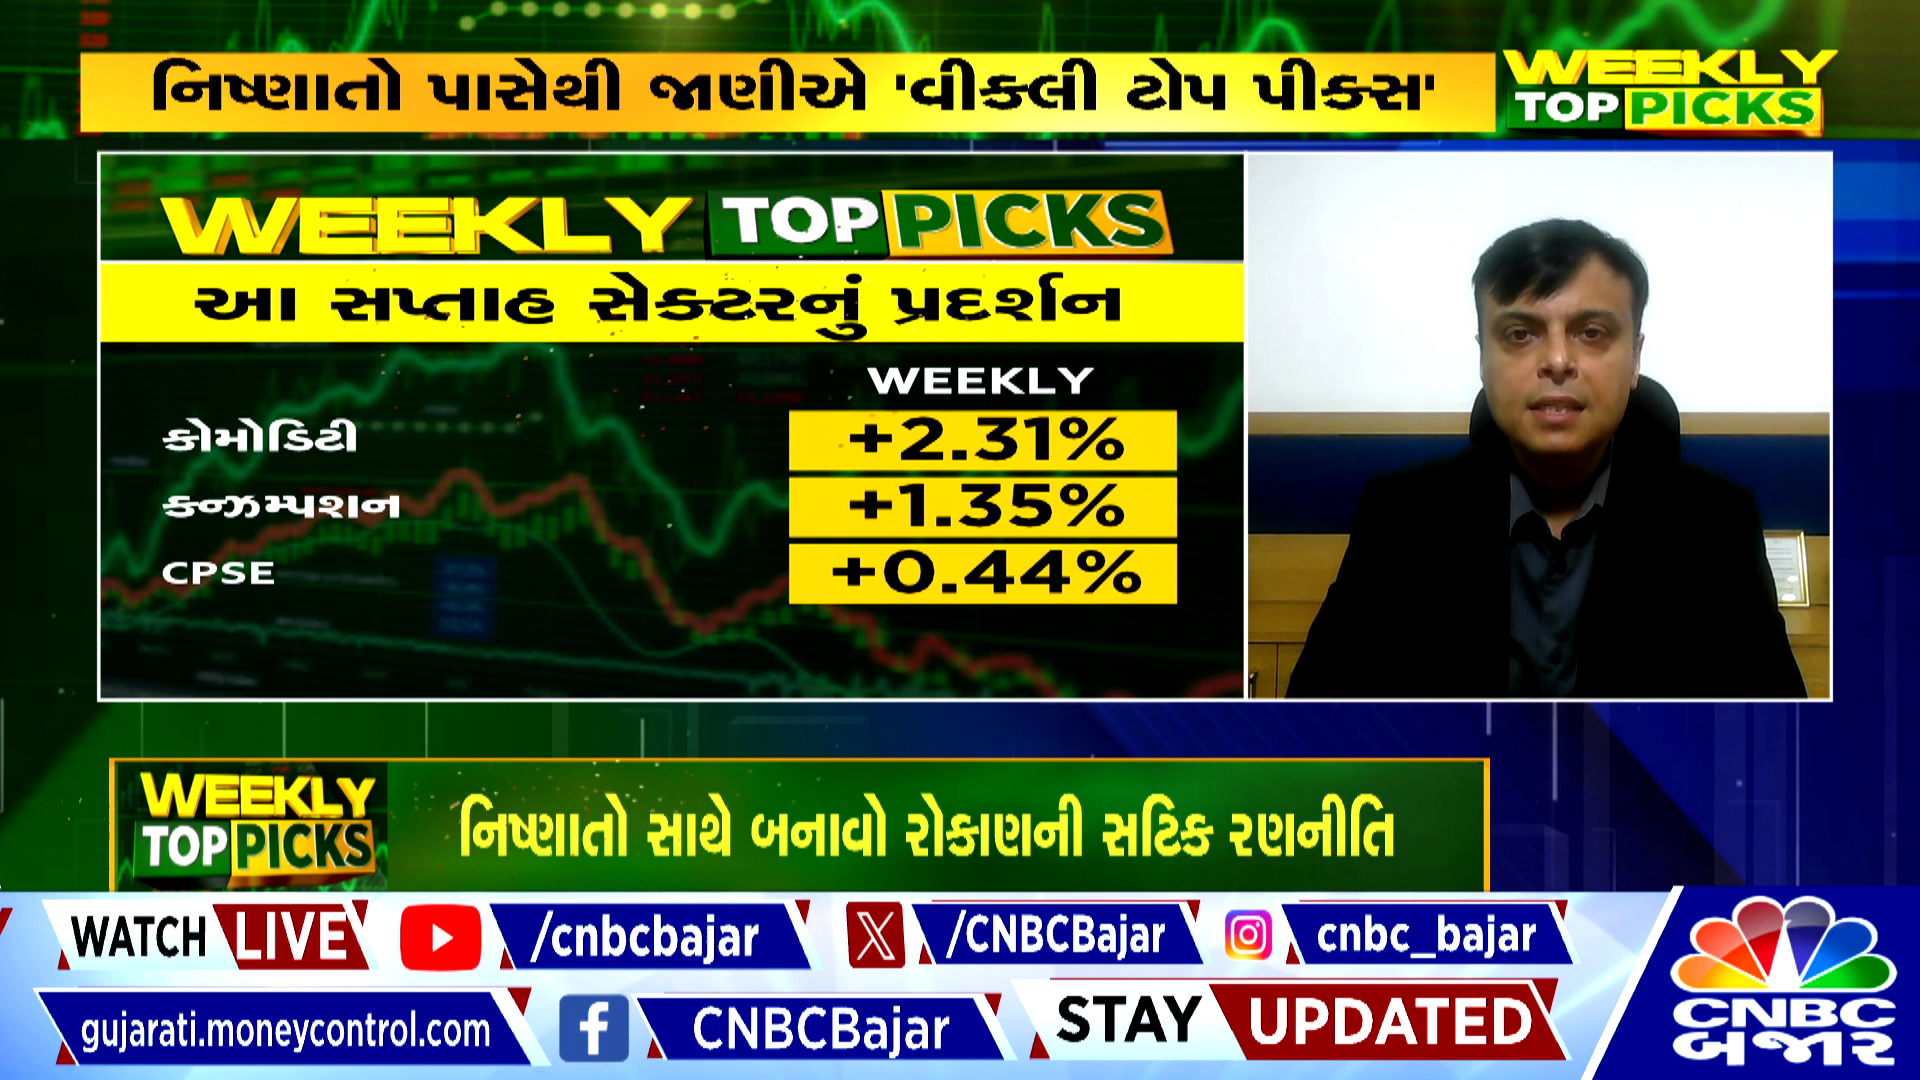 નિષ્ણાતો પાસેથી જાણીએ 'વીકલી ટોપ પીક્સ'
WEEKLY
TOP PICKS
WEEKLY TOP PICKS
આ સપ્તાહ સેક્ટરનું પ્રદર્શન
WEEKLY
કોમોડિટી +2.31%
કન્ઝમ્પશન +1.35%
CPSE +0.44%
WEEKLY
TOP PICKS
નિષ્ણાતો સાથે બનાવો રોકાણની સટિક રણનીતિ
WATCH LIVE /cnbcbajar /CNBCBajar cnbc_bajar
gujarati.moneycontrol.com CNBCBajar STAY UPDATED
CNBC
બજાર